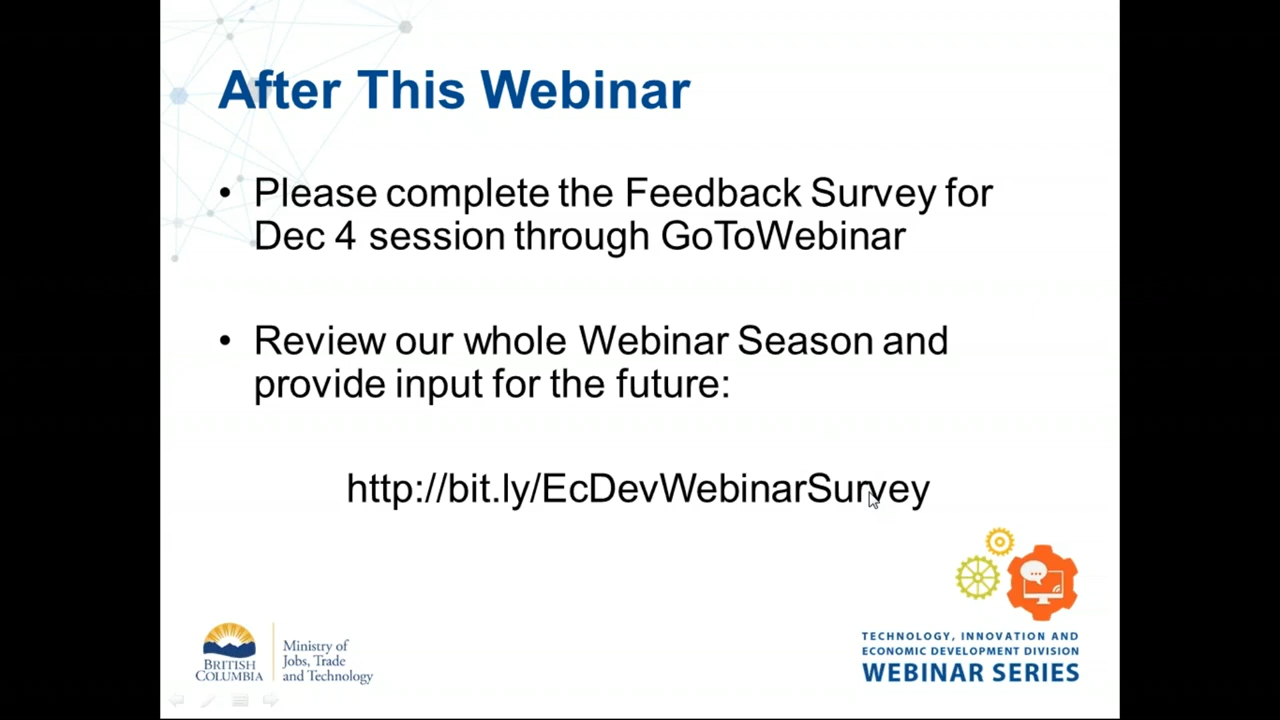 After This Webinar
• Please complete the Feedback Survey for
Dec 4 session through GoToWebinar
• Review our whole Webinar Season and
provide input for the future:
http://bit.ly/EcDevWebinarSurvey
BRITISH
COLUMBIA
Ministry of
Jobs, Trade
and Technology
TECHNOLOGY, INNOVATION AND
ECONOMIC DEVELOPMENT DIVISION
WEBINAR SERIES